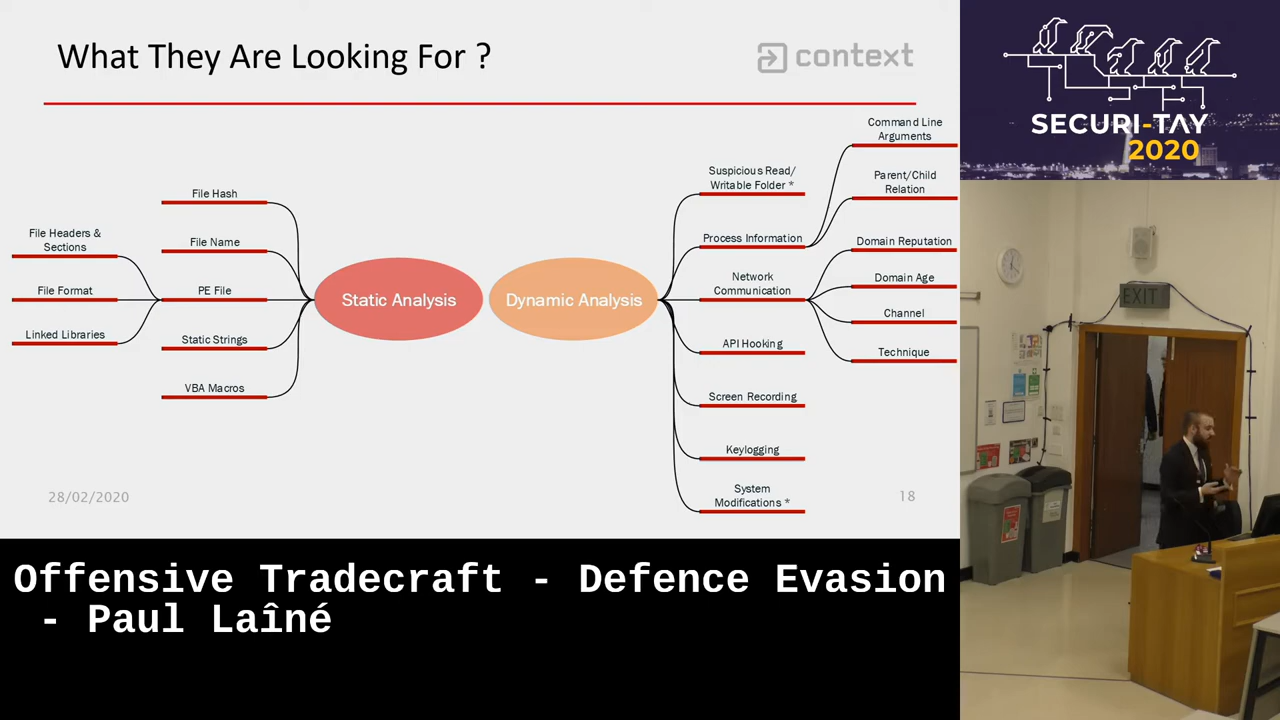 What They Are Looking For ?
context
SECURI-TAY
2020
Command Line
Arguments
Suspicious Read/
Writable Folder *
Parent/Child
Relation
File Hash
File Headers &
Sections
File Name
Process Information
Domain Reputation
Network
Communication
Domain Age
File Format
PE File
Static Analysis
Dynamic Analysis
Channel
Linked Libraries
Static Strings
API Hooking
Technique
VBA Macros
Screen Recording
Keylogging
System
Modifications *
28/02/2020
18
EXIT
Offensive Tradecraft - Defence Evasion
- Paul Laîné